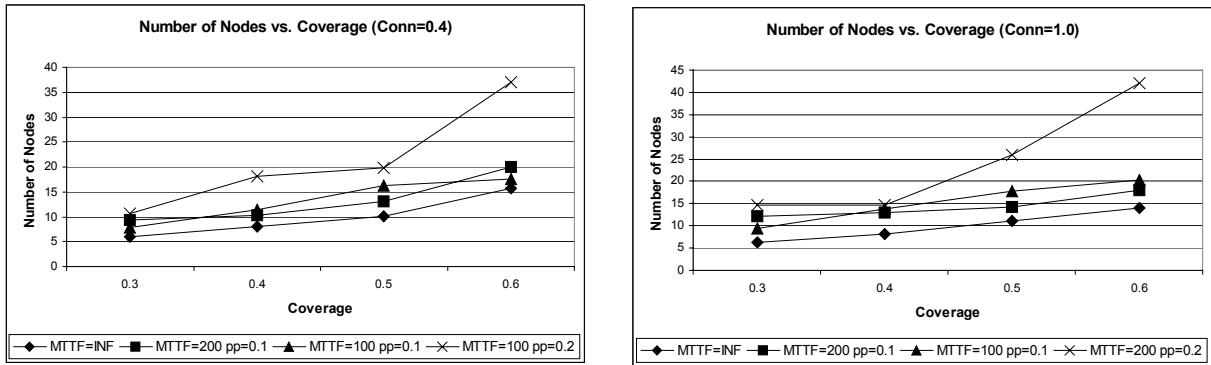 Number of Nodes vs. Coverage (Conn=0.4)
40
35
30
25
20
15
10
5
0
Number of Nodes
0.3 0.4 0.5 0.6
Coverage
MTTF=INF MTTF=200 pp=0.1 MTTF=100 pp=0.1 MTTF=100 pp=0.2
Number of Nodes vs. Coverage (Conn=1.0)
45
40
35
30
25
20
15
10
5
0
Number of Nodes
0.3 0.4 0.5 0.6
Coverage
MTTF=INF MTTF=200 pp=0.1 MTTF=100 pp=0.1 MTTF=200 pp=0.2